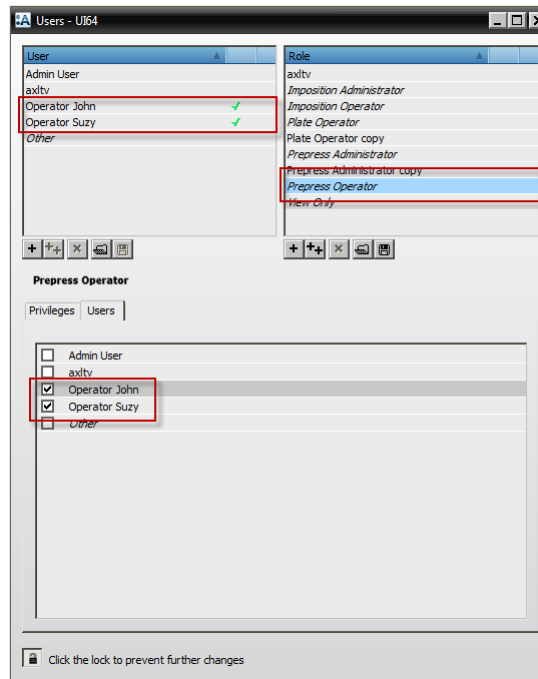 :A Users - UI64
User
Admin User
axltv
Operator John
Operator Suzy
Other
Role
axltv
Imposition Administrator
Imposition Operator
Plate Operator
Plate Operator copy
Prepress Administrator
Prepress Administrator copy
Prepress Operator
View Only
Prepress Operator
Privileges
Users
Admin User
axltv
Operator John
Operator Suzy
Other
Click the lock to prevent further changes